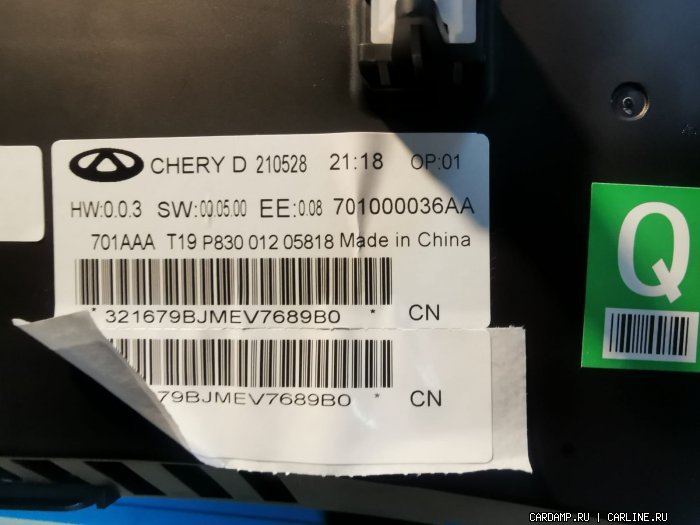 CHERY D 210528 21:18 OP:01
HW:0.0.3 SW:00.05.00 EE:0.08 701000036AA
701AAA T19 P830 012 05818 Made in China
* 321679BJMEV7689B0 * CN
79BJMEV7689B0 * CN
Q
CARDAMP.RU | CARLINE.RU